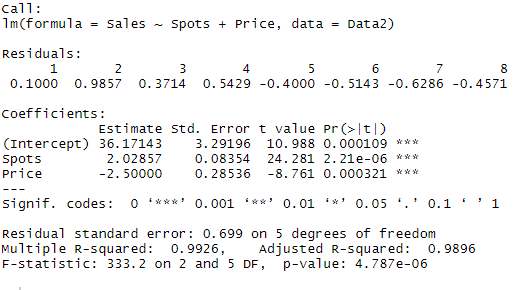 Call:
lm(formula = Sales ~ Spots + Price, data = Data2)
Residuals:
1 2 3 4 5 6 7 8
0.1000 0.9857 0.3714 0.5429 -0.4000 -0.5143 -0.6286 -0.4571
Coefficients:
Estimate Std. Error t value Pr(>|t|)
(Intercept) 36.17143 3.29196 10.988 0.000109 ***
Spots 2.02857 0.08354 24.281 2.21e-06 ***
Price -2.50000 0.28536 -8.761 0.000321 ***
---
Signif. codes: 0 ‘***’ 0.001 ‘**’ 0.01 ‘*’ 0.05 ‘.’ 0.1 ‘ ’ 1
Residual standard error: 0.699 on 5 degrees of freedom
Multiple R-squared: 0.9926, Adjusted R-squared: 0.9896
F-statistic: 333.2 on 2 and 5 DF, p-value: 4.787e-06